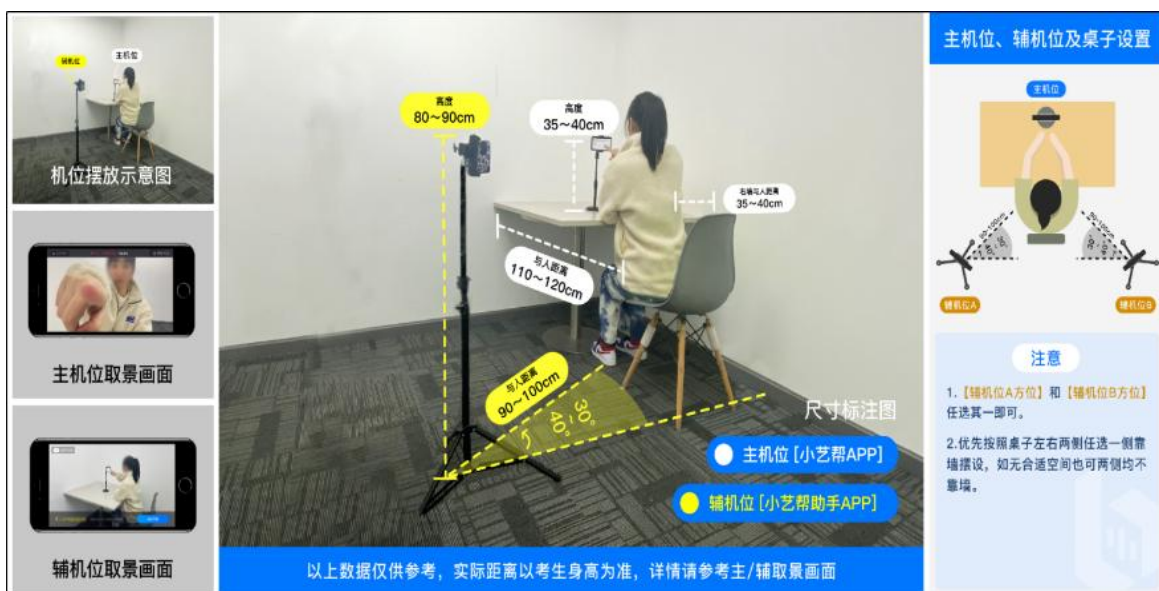 辅机位
主机位
机位摆放示意图
主机位取景画面
辅机位取景画面
高度
80～90cm
高度
35～40cm
右墙与人距离
35～40cm
与人距离
110～120cm
与人距离
90～100cm
30°
40°
尺寸标注图
主机位 [小艺帮APP]
辅机位 [小艺帮助手APP]
以上数据仅供参考，实际距离以考生身高为准，详情请参考主/辅取景画面
主机位、辅机位及桌子设置
主机位
90~100cm
30°~40°
辅机位A
辅机位B
注意
1.【辅机位A方位】和【辅机位B方位】
任选其一即可。
2.优先按照桌子左右两侧任选一侧靠
墙摆设，如无合适空间也可两侧均不
靠墙。